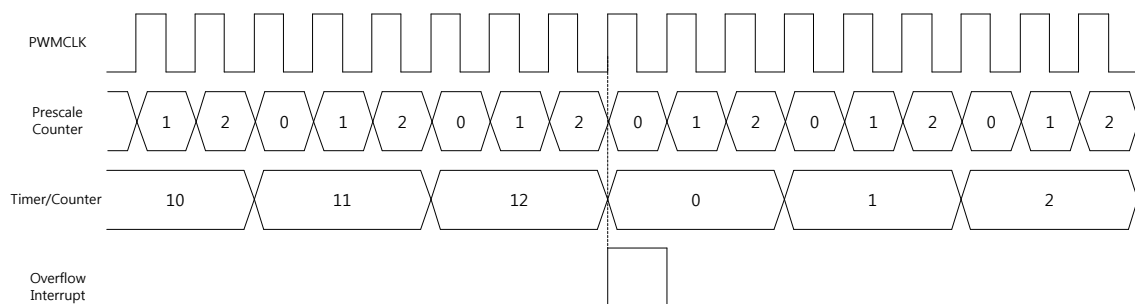 PWMCLK
Prescale
Counter
1 2 0 1 2 0 1 2 0 1 2 0 1 2 0 1 2
Timer/Counter
10 11 12 0 1 2
Overflow
Interrupt